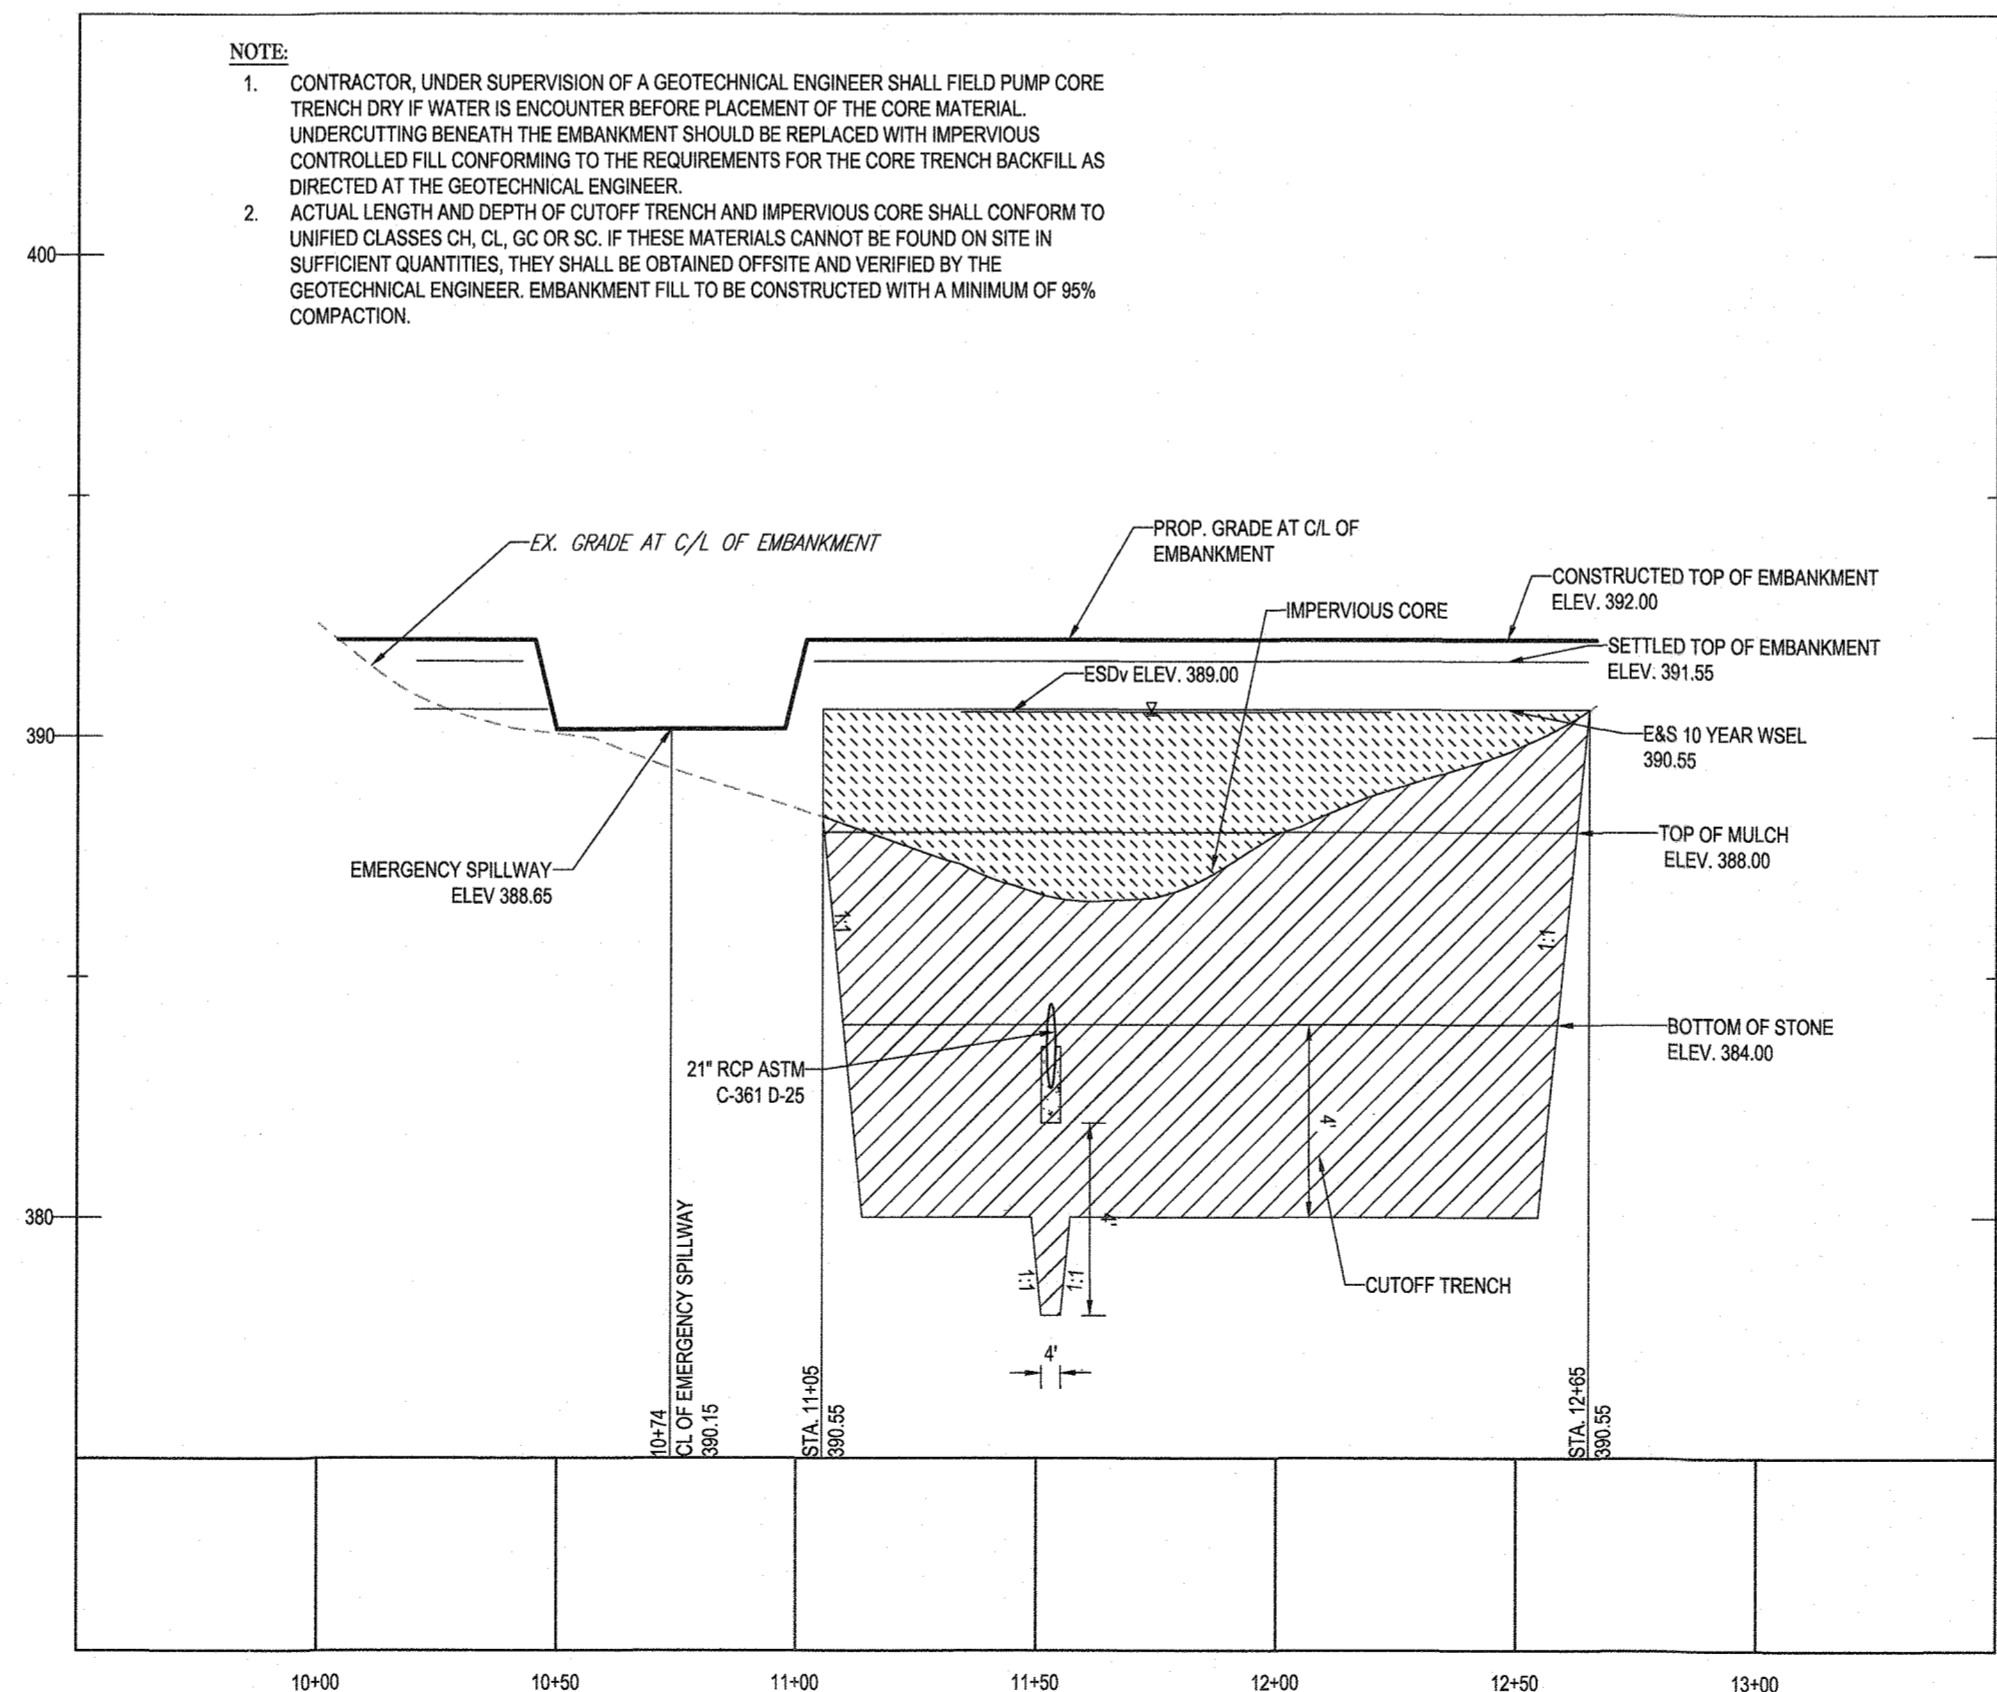 NOTE:
1. CONTRACTOR, UNDER SUPERVISION OF A GEOTECHNICAL ENGINEER SHALL FIELD PUMP CORE
TRENCH DRY IF WATER IS ENCOUNTER BEFORE PLACEMENT OF THE CORE MATERIAL.
UNDERCUTTING BENEATH THE EMBANKMENT SHOULD BE REPLACED WITH IMPERVIOUS
CONTROLLED FILL CONFORMING TO THE REQUIREMENTS FOR THE CORE TRENCH BACKFILL AS
DIRECTED AT THE GEOTECHNICAL ENGINEER.
2. ACTUAL LENGTH AND DEPTH OF CUTOFF TRENCH AND IMPERVIOUS CORE SHALL CONFORM TO
UNIFIED CLASSES CH, CL, GC OR SC. IF THESE MATERIALS CANNOT BE FOUND ON SITE IN
SUFFICIENT QUANTITIES, THEY SHALL BE OBTAINED OFFSITE AND VERIFIED BY THE
GEOTECHNICAL ENGINEER. EMBANKMENT FILL TO BE CONSTRUCTED WITH A MINIMUM OF 95%
COMPACTION.
400
EX. GRADE AT C/L OF EMBANKMENT
PROP. GRADE AT C/L OF
EMBANKMENT
CONSTRUCTED TOP OF EMBANKMENT
ELEV. 392.00
IMPERVIOUS CORE
SETTLED TOP OF EMBANKMENT
ELEV. 391.55
ESDv ELEV. 389.00
390
E&S 10 YEAR WSEL
390.55
TOP OF MULCH
ELEV. 388.00
EMERGENCY SPILLWAY
ELEV 388.65
1:1
1:1
BOTTOM OF STONE
ELEV. 384.00
21" RCP ASTM
C-361 D-25
4'
380
4'
1:1
1:1
CUTOFF TRENCH
4'
10+74
CL OF EMERGENCY SPILLWAY
390.15
STA. 11+05
390.55
STA. 12+65
390.55
10+00
10+50
11+00
11+50
12+00
12+50
13+00